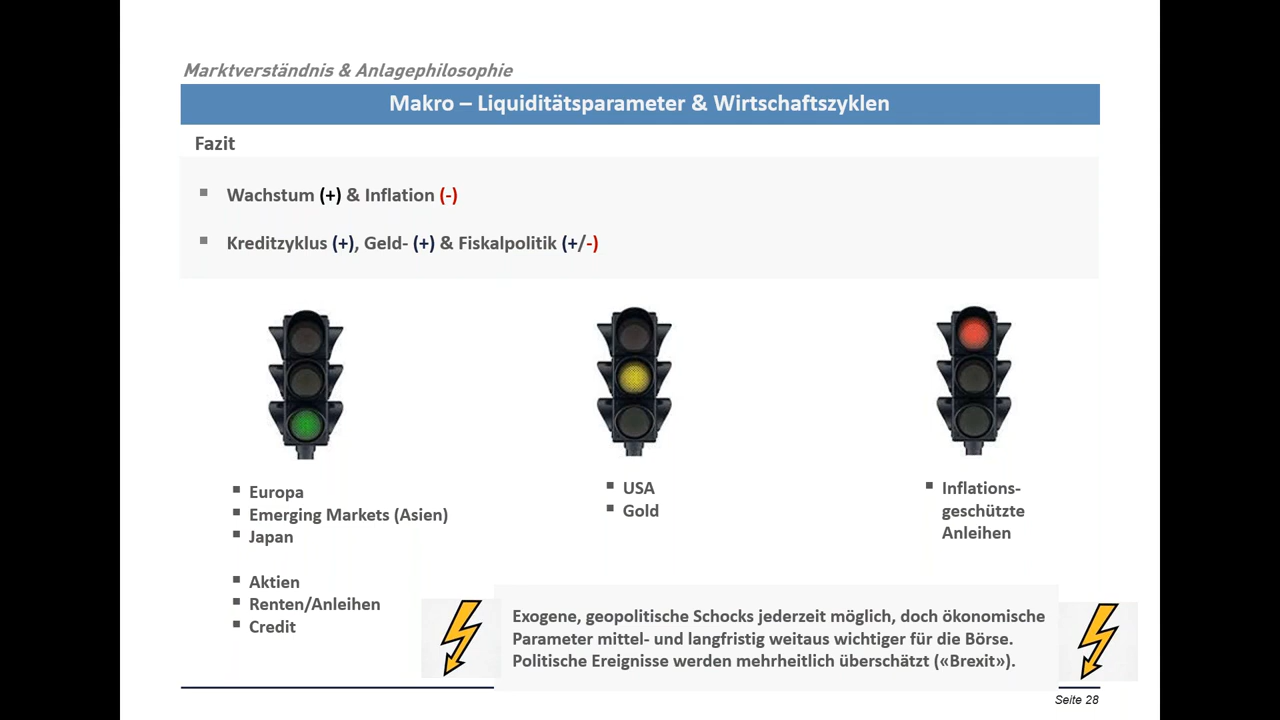 Marktverständnis & Anlagephilosophie
Makro – Liquiditätsparameter & Wirtschaftszyklen
Fazit
Wachstum (+) & Inflation (-)
Kreditzyklus (+), Geld- (+) & Fiskalpolitik (+/-)
Europa
Emerging Markets (Asien)
Japan
Aktien
Renten/Anleihen
Credit
USA
Gold
Inflations-
geschützte
Anleihen
Exogene, geopolitische Schocks jederzeit möglich, doch ökonomische
Parameter mittel- und langfristig weitaus wichtiger für die Börse.
Politische Ereignisse werden mehrheitlich überschätzt («Brexit»).
Seite 28